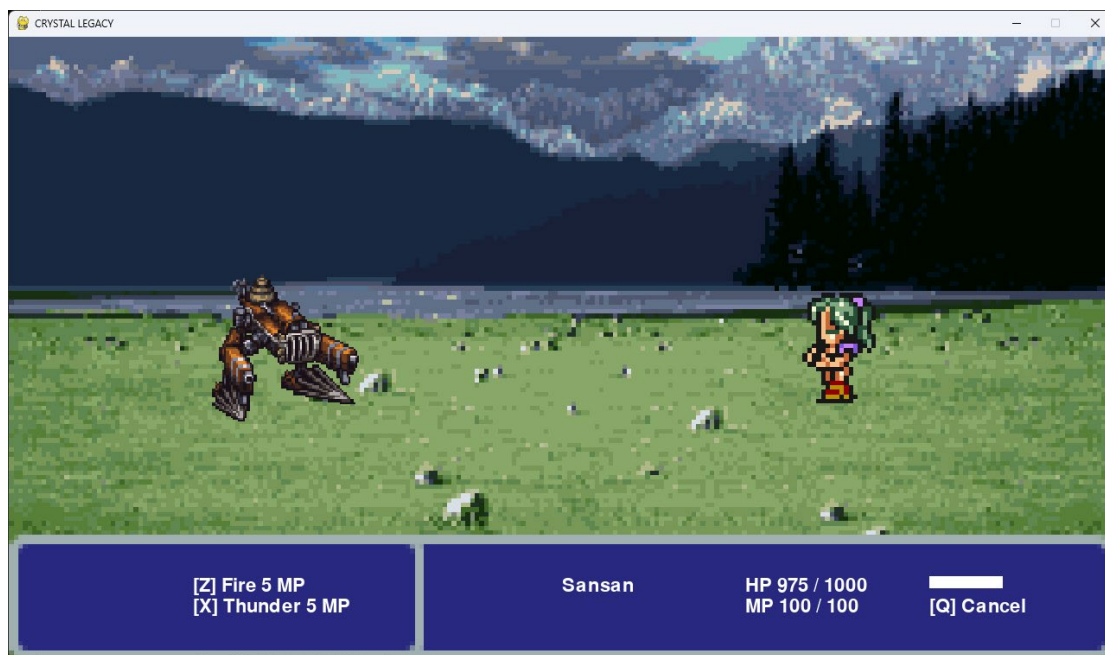 CRYSTAL LEGACY
[Z] Fire 5 MP
[X] Thunder 5 MP
Sansan
HP 975 / 1000
MP 100 / 100
[Q] Cancel